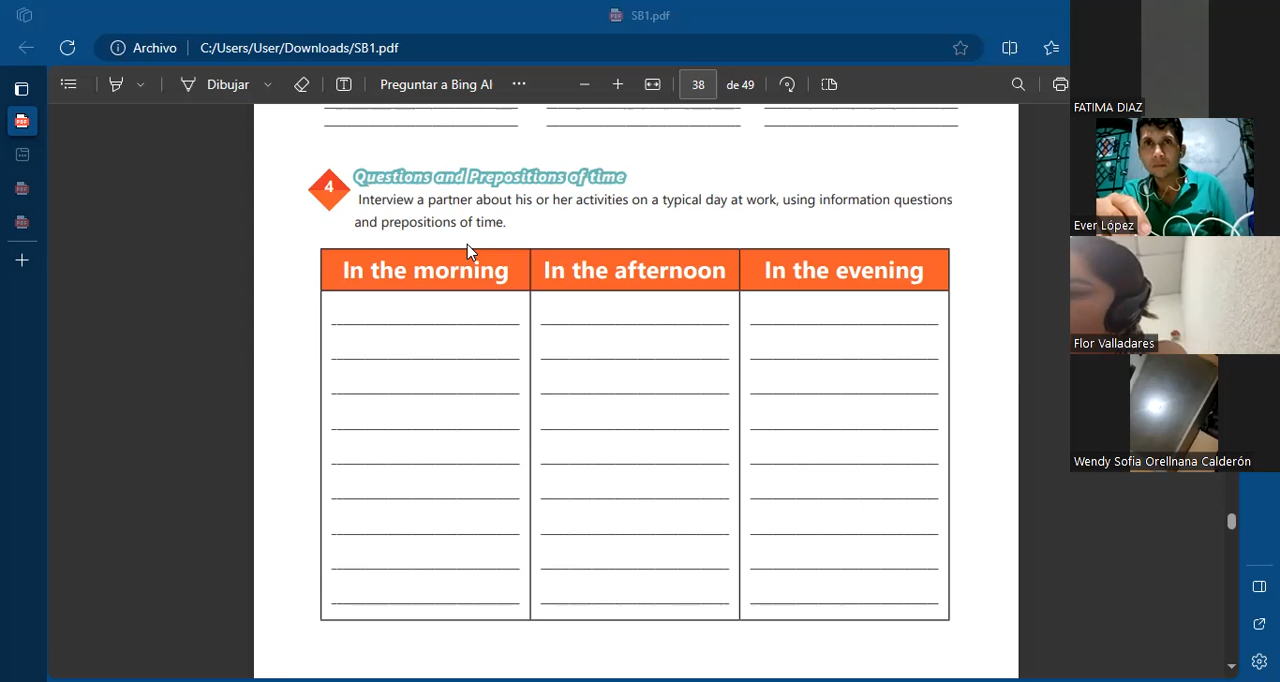 SB1.pdf
Archivo C:/Users/User/Downloads/SB1.pdf
Dibujar Preguntar a Bing AI 38 de 49
FATIMA DIAZ
4 Questions and Prepositions of time
Interview a partner about his or her activities on a typical day at work, using information questions
and prepositions of time.
Ever López
In the morning In the afternoon In the evening
Flor Valladares
Wendy Sofia Orellnana Calderón